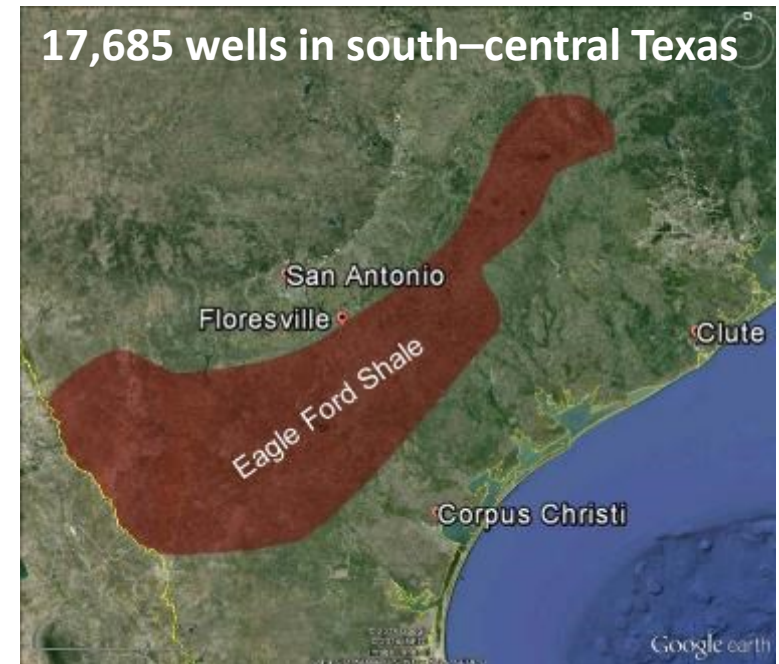 17,685 wells in south–central Texas
San Antonio
Floresville
Clute
Eagle Ford Shale
Corpus Christi
Google earth